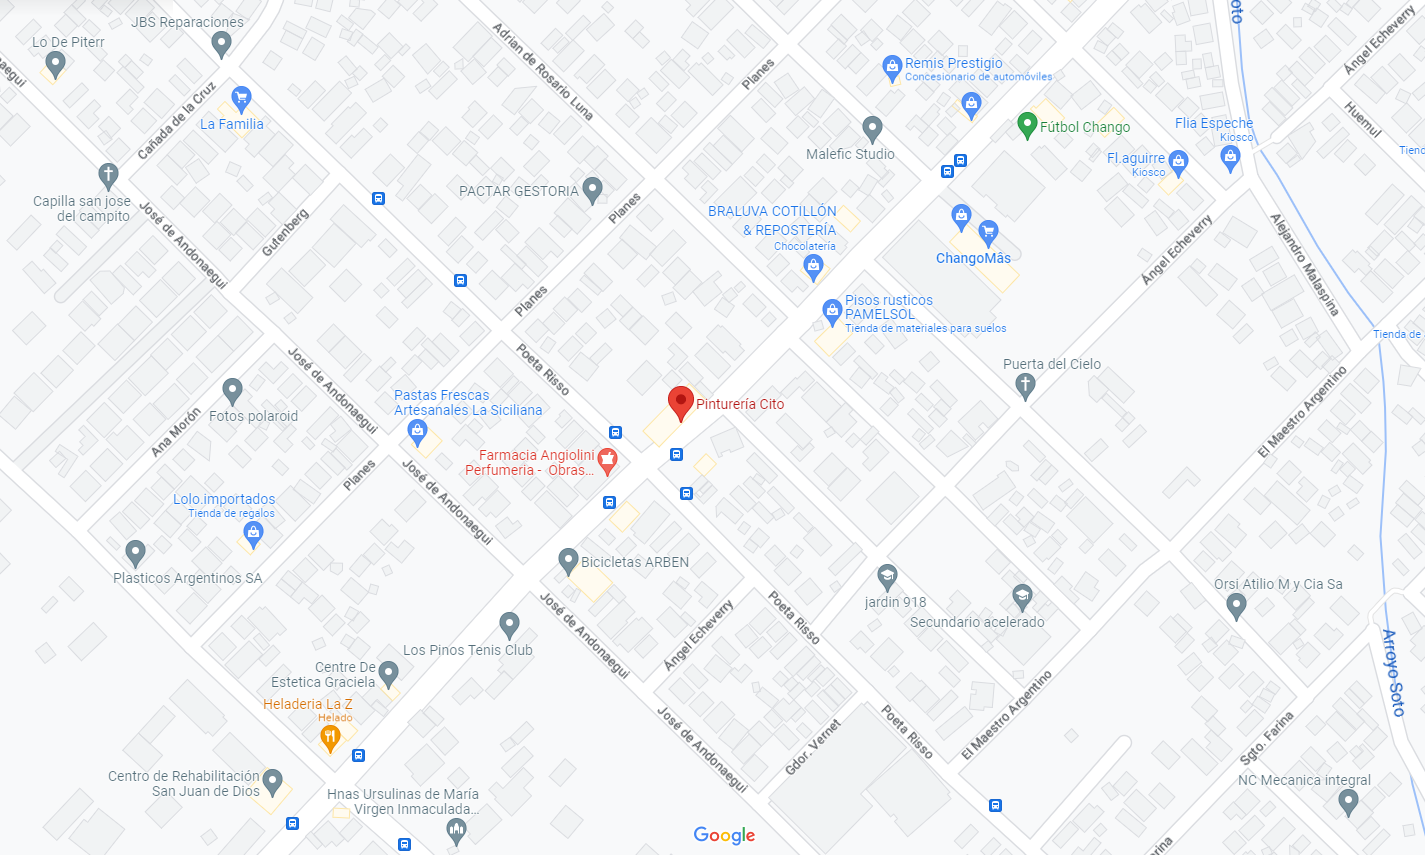 JBS Reparaciones
Lo De Piterr
Adrian de Rosario Luna
Soto
Ángel Echeverry
Remis Prestigio
Concesionario de automóviles
Planes
Cañada de la Cruz
La Familia
Huemul
Fútbol Chango
Flia Espeche
Kiosco
Malefic Studio
Fl.aguirre
Kiosco
Tiend
Capilla san jose
del campito
José de Andonaegui
PACTAR GESTORIA
Planes
Gutenberg
BRALUVA COTILLÓN
& REPOSTERÍA
Chocolatería
ChangoMâs
Ángel Echeverry
Alejandro Malaspina
Planes
Pisos rusticos
PAMELSOL
Tienda de materiales para suelos
Tienda de
José de Andonaegui
Poeta Risso
Puerta del Cielo
Pastas Frescas
Artesanales La Siciliana
Pinturería Cito
Fotos polaroid
Ana Morón
El Maestro Argentino
Farmacia Angiolini
Perfumeria - Obras...
Planes
José de Andonaegui
Lolo.importados
Tienda de regalos
Plasticos Argentinos SA
Bicicletas ARBEN
jardin 918
Secundario acelerado
Orsi Atilio M y Cia Sa
José de Andonaegui
Ángel Echeverry
Poeta Risso
Los Pinos Tenis Club
Centre De
Estetica Graciela
Arroyo Soto
Heladeria La Z
Helado
José de Andonaegui
Gdor. Vernet
Poeta Risso
El Maestro Argentino
Sgto. Farina
Centro de Rehabilitación
San Juan de Dios
Hnas Ursulinas de María
Virgen Inmaculada...
NC Mecanica integral
Google